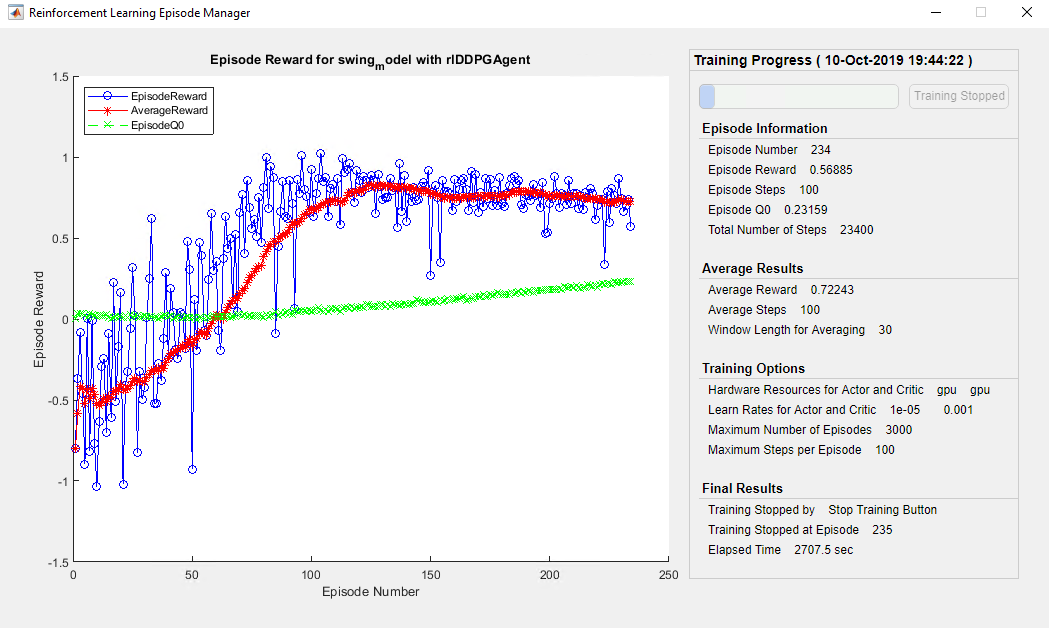 Reinforcement Learning Episode Manager
Episode Reward for swing_model with rlDDPGAgent
1.5
1
0.5
0
-0.5
-1
-1.5
0
50
100
150
200
250
Episode Reward
Episode Number
EpisodeReward
AverageReward
EpisodeQ0
Training Progress ( 10-Oct-2019 19:44:22 )
Training Stopped
Episode Information
Episode Number 234
Episode Reward 0.56885
Episode Steps 100
Episode Q0 0.23159
Total Number of Steps 23400
Average Results
Average Reward 0.72243
Average Steps 100
Window Length for Averaging 30
Training Options
Hardware Resources for Actor and Critic gpu gpu
Learn Rates for Actor and Critic 1e-05 0.001
Maximum Number of Episodes 3000
Maximum Steps per Episode 100
Final Results
Training Stopped by Stop Training Button
Training Stopped at Episode 235
Elapsed Time 2707.5 sec